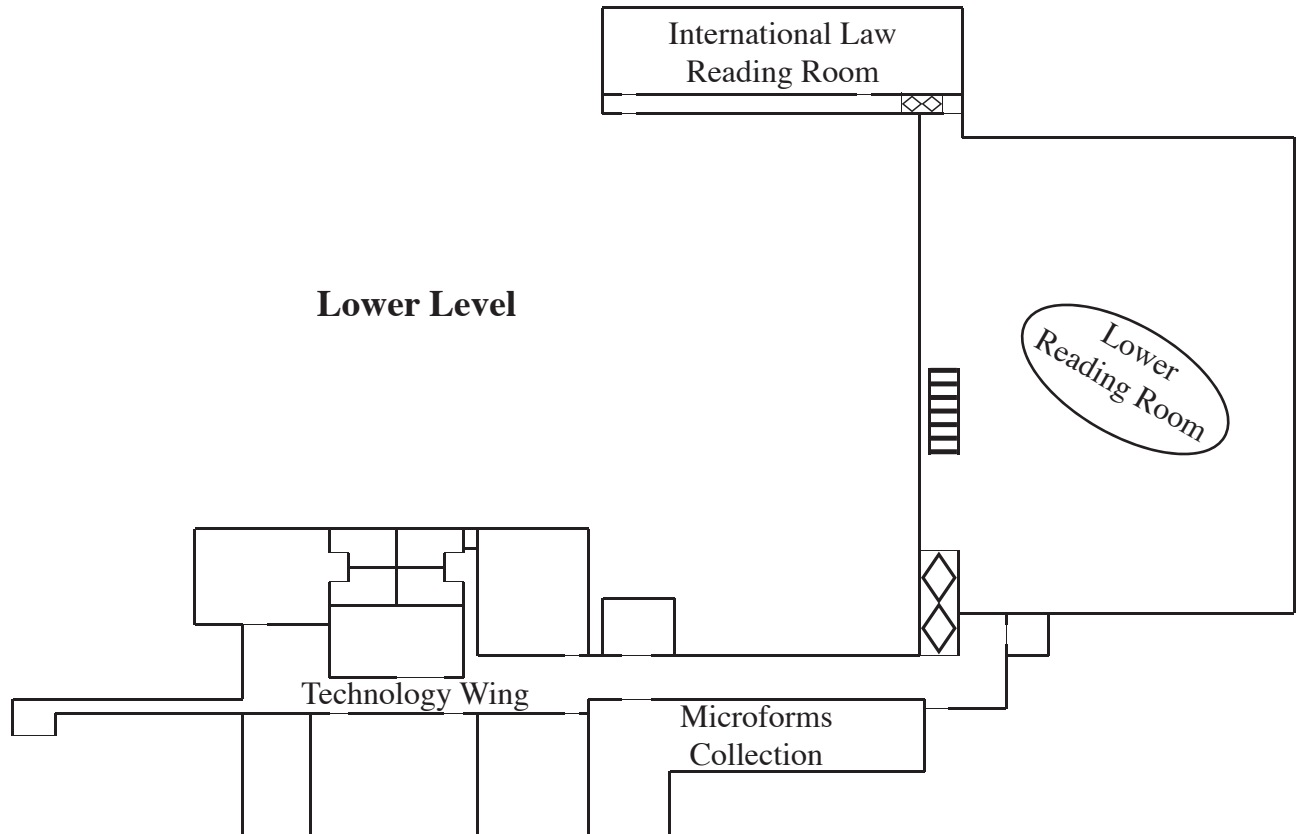 International Law
Reading Room
Lower Level
Lower
Reading Room
Technology Wing
Microforms
Collection